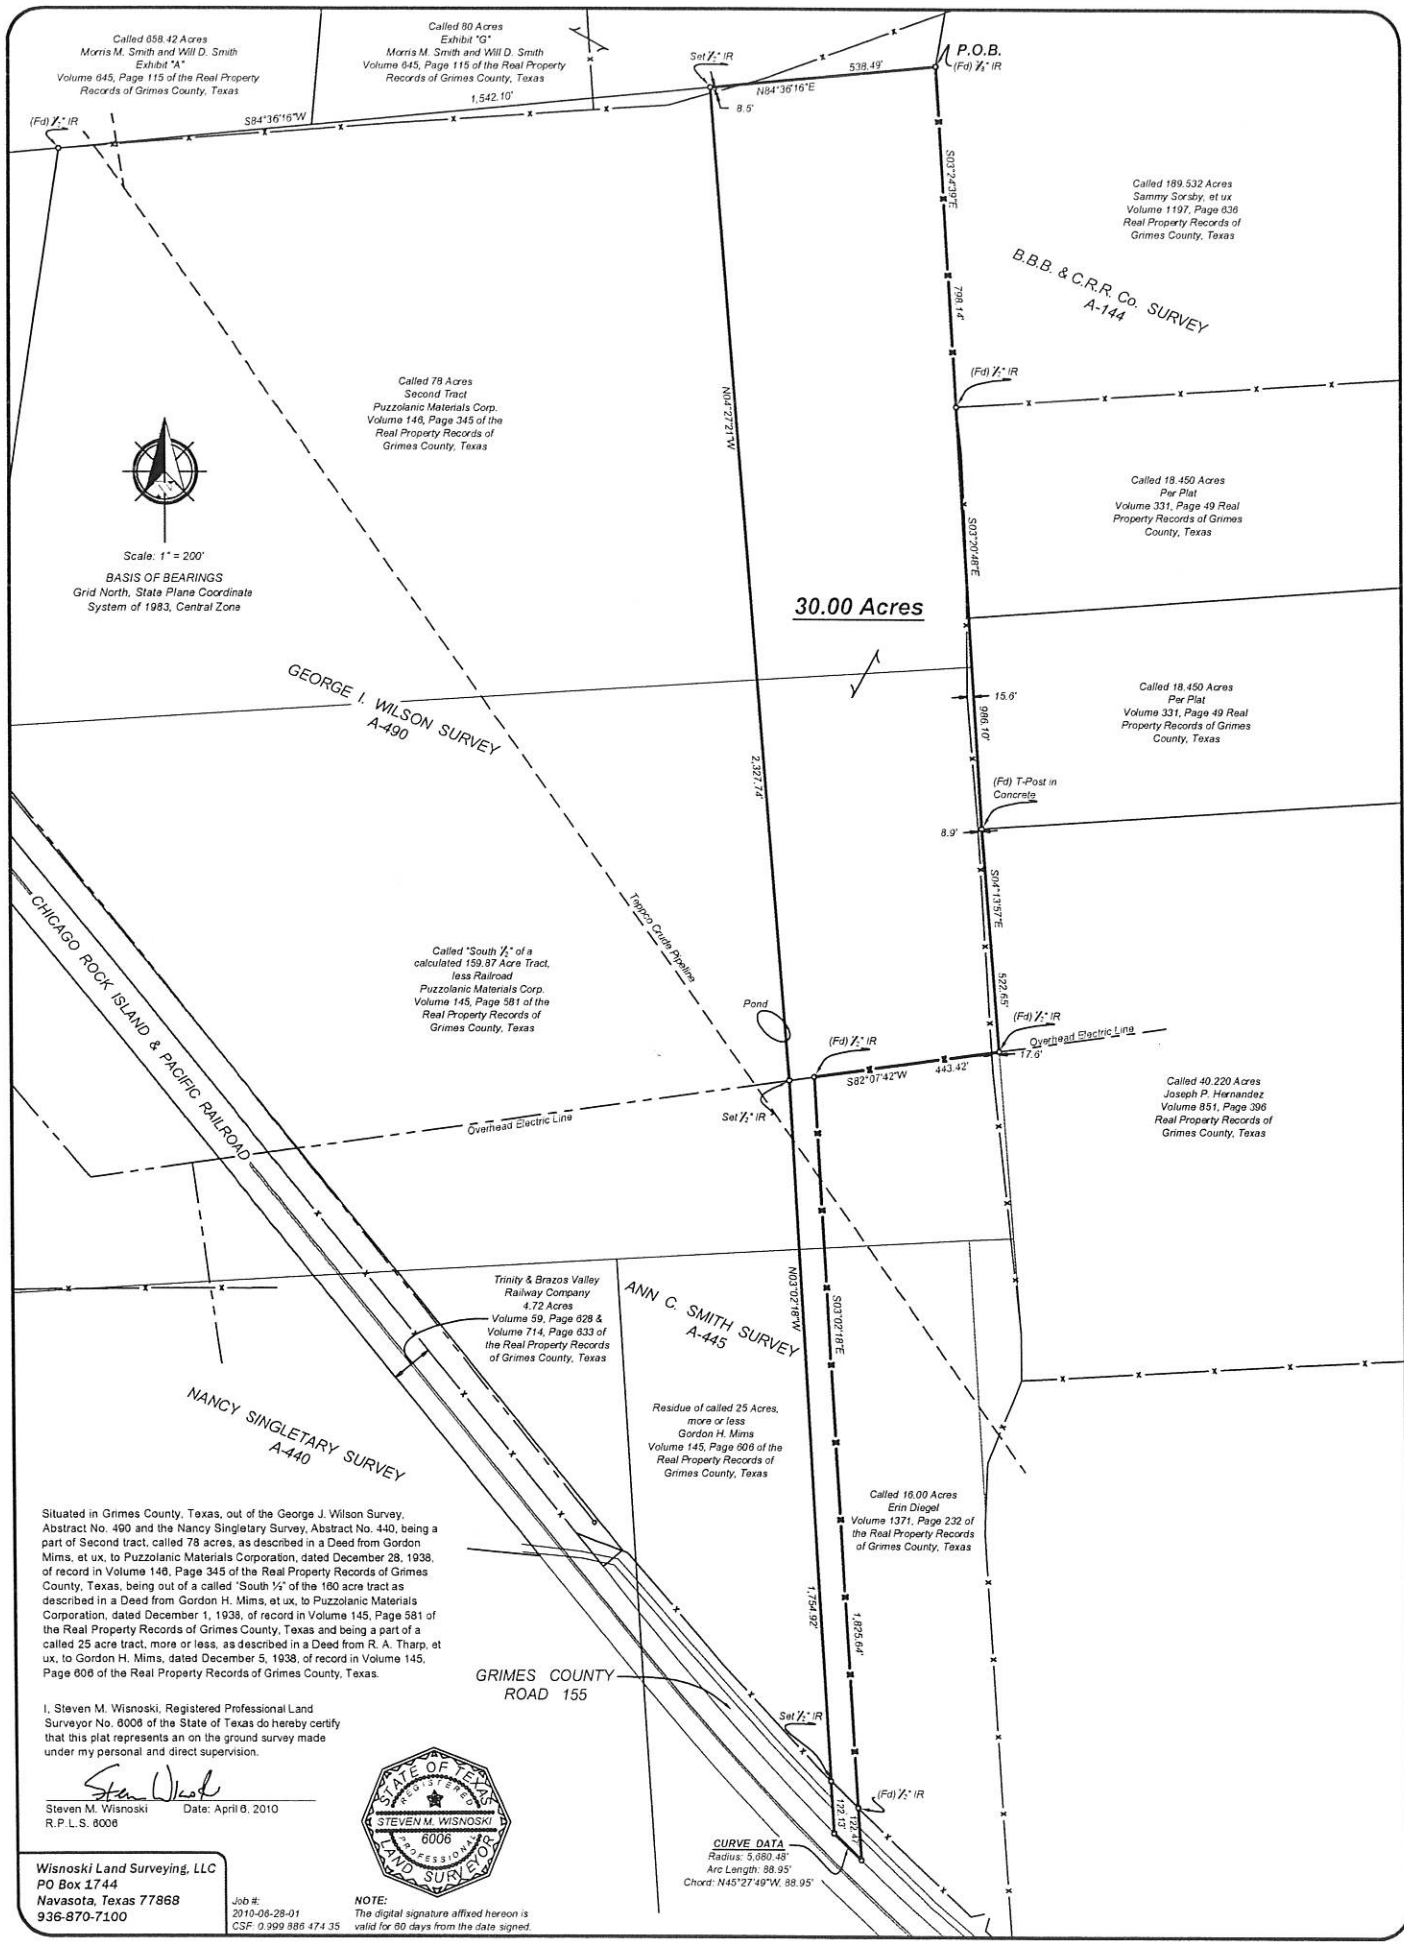 Called 658.42 Acres
Morris M. Smith and Will D. Smith
Exhibit "A"
Volume 645, Page 115 of the Real Property
Records of Grimes County, Texas
Called 80 Acres
Exhibit "G"
Morris M. Smith and Will D. Smith
Volume 645, Page 115 of the Real Property
Records of Grimes County, Texas
Set ½" IR
538.49'
P.O.B.
(Fd) ⅜" IR
N84°36'16"E
8.5'
1,542.10'
S84°36'16"W
(Fd) ½" IR
S03°24'39"E
798.14'
Called 189.532 Acres
Sammy Sorsby, et ux
Volume 1197, Page 636
Real Property Records of
Grimes County, Texas
B.B.B. & C.R.R. Co. SURVEY
A-144
(Fd) ½" IR
Called 78 Acres
Second Tract
Puzzolanic Materials Corp.
Volume 146, Page 345 of the
Real Property Records of
Grimes County, Texas
N04°27'21"W
Called 18.450 Acres
Per Plat
Volume 331, Page 49 Real
Property Records of Grimes
County, Texas
S03°20'48"E
Scale: 1" = 200'
BASIS OF BEARINGS
Grid North, State Plane Coordinate
System of 1983, Central Zone
30.00 Acres
GEORGE I. WILSON SURVEY
A-490
15.6'
986.10'
Called 18.450 Acres
Per Plat
Volume 331, Page 49 Real
Property Records of Grimes
County, Texas
2,327.74'
(Fd) T-Post in
Concrete
8.9'
S04°13'57"E
522.65'
Teppco Crude Pipeline
CHICAGO ROCK ISLAND & PACIFIC RAILROAD
Called "South ½" of a
calculated 159.87 Acre Tract,
less Railroad
Puzzolanic Materials Corp.
Volume 145, Page 581 of the
Real Property Records of
Grimes County, Texas
Pond
(Fd) ½" IR
(Fd) ½" IR
Overhead Electric Line
17.6'
S82°07'42"W
443.42'
Set ½" IR
Overhead Electric Line
Called 40.220 Acres
Joseph P. Hernandez
Volume 851, Page 396
Real Property Records of
Grimes County, Texas
Trinity & Brazos Valley
Railway Company
4.72 Acres
Volume 59, Page 628 &
Volume 714, Page 633 of
the Real Property Records
of Grimes County, Texas
ANN C. SMITH SURVEY
A-445
N03°02'18"W
S03°02'18"E
NANCY SINGLETARY SURVEY
A-440
Residue of called 25 Acres,
more or less
Gordon H. Mims
Volume 145, Page 606 of the
Real Property Records of
Grimes County, Texas
Called 16.00 Acres
Erin Diegel
Volume 1371, Page 232 of
the Real Property Records
of Grimes County, Texas
Situated in Grimes County, Texas, out of the George J. Wilson Survey,
Abstract No. 490 and the Nancy Singletary Survey, Abstract No. 440, being a
part of Second tract, called 78 acres, as described in a Deed from Gordon
Mims, et ux, to Puzzolanic Materials Corporation, dated December 28, 1938,
of record in Volume 146, Page 345 of the Real Property Records of Grimes
County, Texas, being out of a called "South ½" of the 160 acre tract as
described in a Deed from Gordon H. Mims, et ux, to Puzzolanic Materials
Corporation, dated December 1, 1938, of record in Volume 145, Page 581 of
the Real Property Records of Grimes County, Texas and being a part of a
called 25 acre tract, more or less, as described in a Deed from R. A. Tharp, et
ux, to Gordon H. Mims, dated December 5, 1938, of record in Volume 145,
Page 606 of the Real Property Records of Grimes County, Texas.
1,754.92'
1,825.64'
GRIMES COUNTY
ROAD 155
I, Steven M. Wisnoski, Registered Professional Land
Surveyor No. 6006 of the State of Texas do hereby certify
that this plat represents an on the ground survey made
under my personal and direct supervision.
Steven M. Wisnoski Date: April 6, 2010
R.P.L.S. 6006
STATE OF TEXAS
REGISTERED
STEVEN M. WISNOSKI
6006
PROFESSIONAL
LAND SURVEYOR
Set ½" IR
(Fd) ½" IR
122.13'
122.47'
CURVE DATA
Radius: 5,680.48'
Arc Length: 88.95'
Chord: N45°27'49"W, 88.95'
Wisnoski Land Surveying, LLC
PO Box 1744
Navasota, Texas 77868
936-870-7100
Job #:
2010-06-28-01
CSF: 0.999 886 474 35
NOTE:
The digital signature affixed hereon is
valid for 60 days from the date signed.